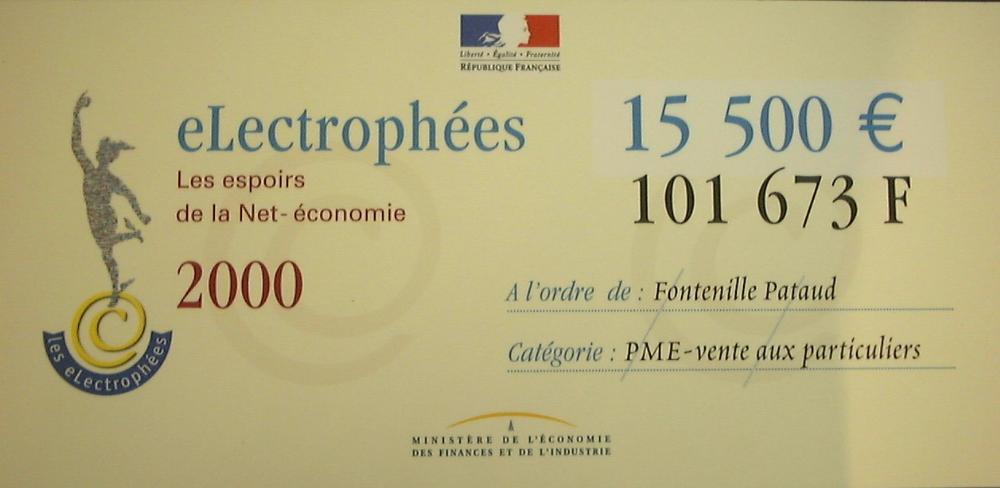 Liberté • Égalité • Fraternité
RÉPUBLIQUE FRANÇAISE
eLectrophées
Les espoirs
de la Net-économie
2000
15 500 €
101 673 F
A l'ordre de : Fontenille Pataud
Catégorie : PME-vente aux particuliers
les eLectrophées
MINISTÈRE DE L'ÉCONOMIE
DES FINANCES ET DE L'INDUSTRIE